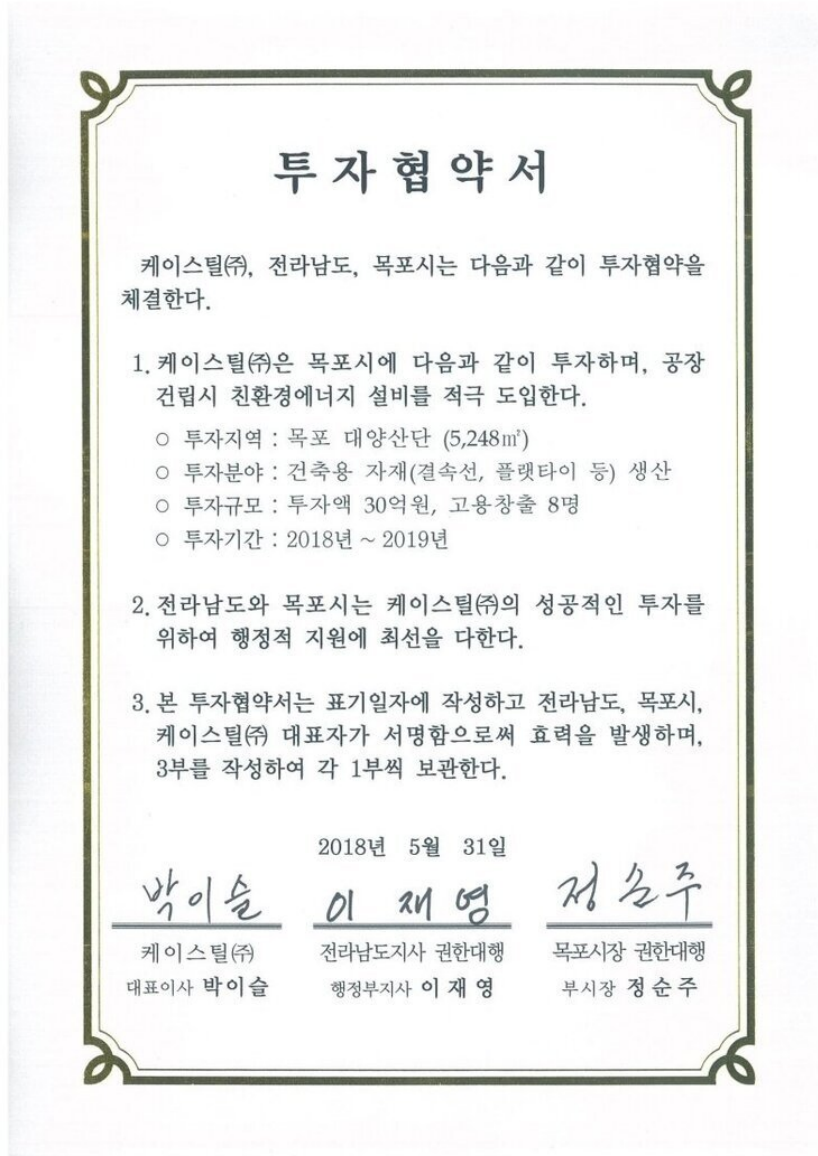 투자협약서
케이스틸㈜, 전라남도, 목포시는 다음과 같이 투자협약을
체결한다.
1. 케이스틸㈜은 목포시에 다음과 같이 투자하며, 공장
건립시 친환경에너지 설비를 적극 도입한다.
○ 투자지역 : 목포 대양산단 (5,248㎡)
○ 투자분야 : 건축용 자재(결속선, 플랫타이 등) 생산
○ 투자규모 : 투자액 30억원, 고용창출 8명
○ 투자기간 : 2018년 ~ 2019년
2. 전라남도와 목포시는 케이스틸㈜의 성공적인 투자를
위하여 행정적 지원에 최선을 다한다.
3. 본 투자협약서는 표기일자에 작성하고 전라남도, 목포시,
케이스틸㈜ 대표자가 서명함으로써 효력을 발생하며,
3부를 작성하여 각 1부씩 보관한다.
2018년 5월 31일
박이슬 이재영 정순주
케이스틸㈜ 전라남도지사 권한대행 목포시장 권한대행
대표이사 박이슬 행정부지사 이재영 부시장 정순주